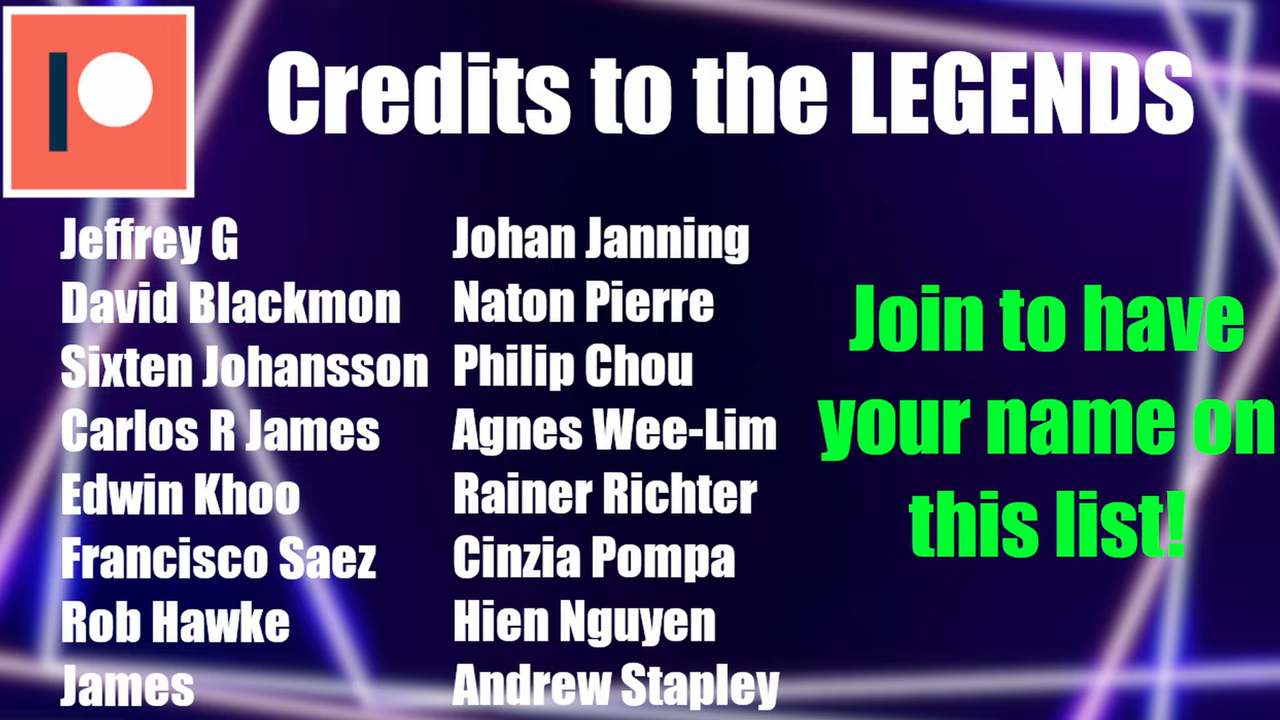 Credits to the LEGENDS
Jeffrey G
David Blackmon
Sixten Johansson
Carlos R James
Edwin Khoo
Francisco Saez
Rob Hawke
James
Johan Janning
Naton Pierre
Philip Chou
Agnes Wee-Lim
Rainer Richter
Cinzia Pompa
Hien Nguyen
Andrew Stapley
Join to have
your name on
this list!